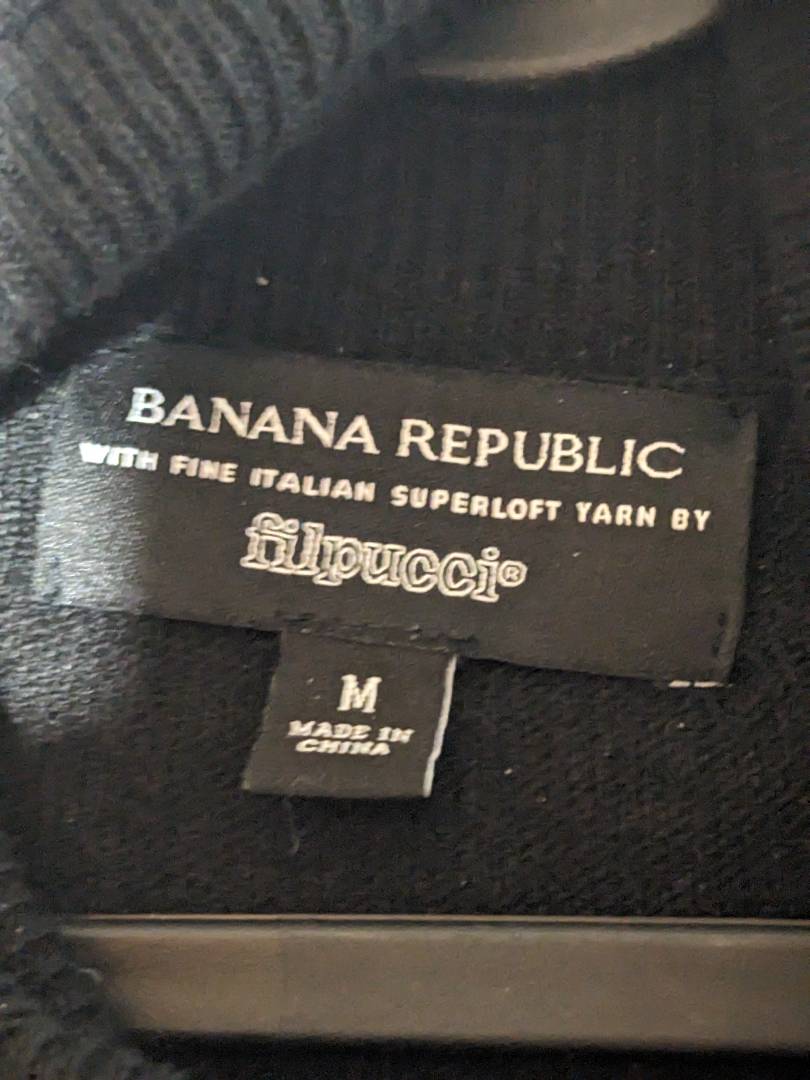 BANANA REPUBLIC
WITH FINE ITALIAN SUPERLOFT YARN BY
filpucci®
M
MADE IN
CHINA